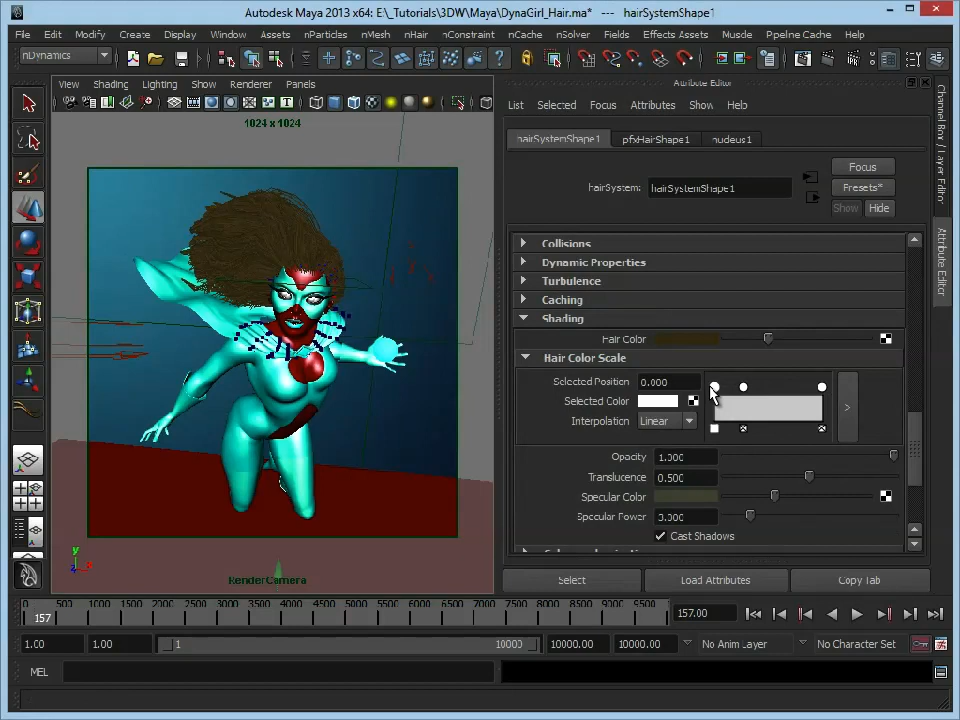 Autodesk Maya 2013 x64: E:\_Tutorials\3DW\Maya\DynaGirl_Hair.ma* --- hairSystemShape1
File Edit Modify Create Display Window Assets nParticles nMesh nHair nConstraint nCache nSolver Fields Effects Assets Muscle Pipeline Cache Help
nDynamics
View Shading Lighting Show Renderer Panels
Attribute Editor
List Selected Focus Attributes Show Help
1024 x 1024
hairSystemShape1 pfxHairShape1 nucleus1
Focus
hairSystem: hairSystemShape1
Presets*
Show Hide
Channel Box / Layer Editor
Attribute Editor
Collisions
Dynamic Properties
Turbulence
Caching
Shading
Hair Color
Hair Color Scale
Selected Position 0.000
Selected Color
Interpolation Linear
>
Opacity 1.000
Translucence 0.500
Specular Color
Specular Power 3.000
Cast Shadows
y
x
z
RenderCamera
Select Load Attributes Copy Tab
0 500 1000 1500 2000 2500 3000 3500 4000 4500 5000 5500 6000 6500 7000 7500 8000 8500 9000 9500
157
157.00
1.00 1.00 1 10000 10000.00 10000.00 No Anim Layer No Character Set
MEL